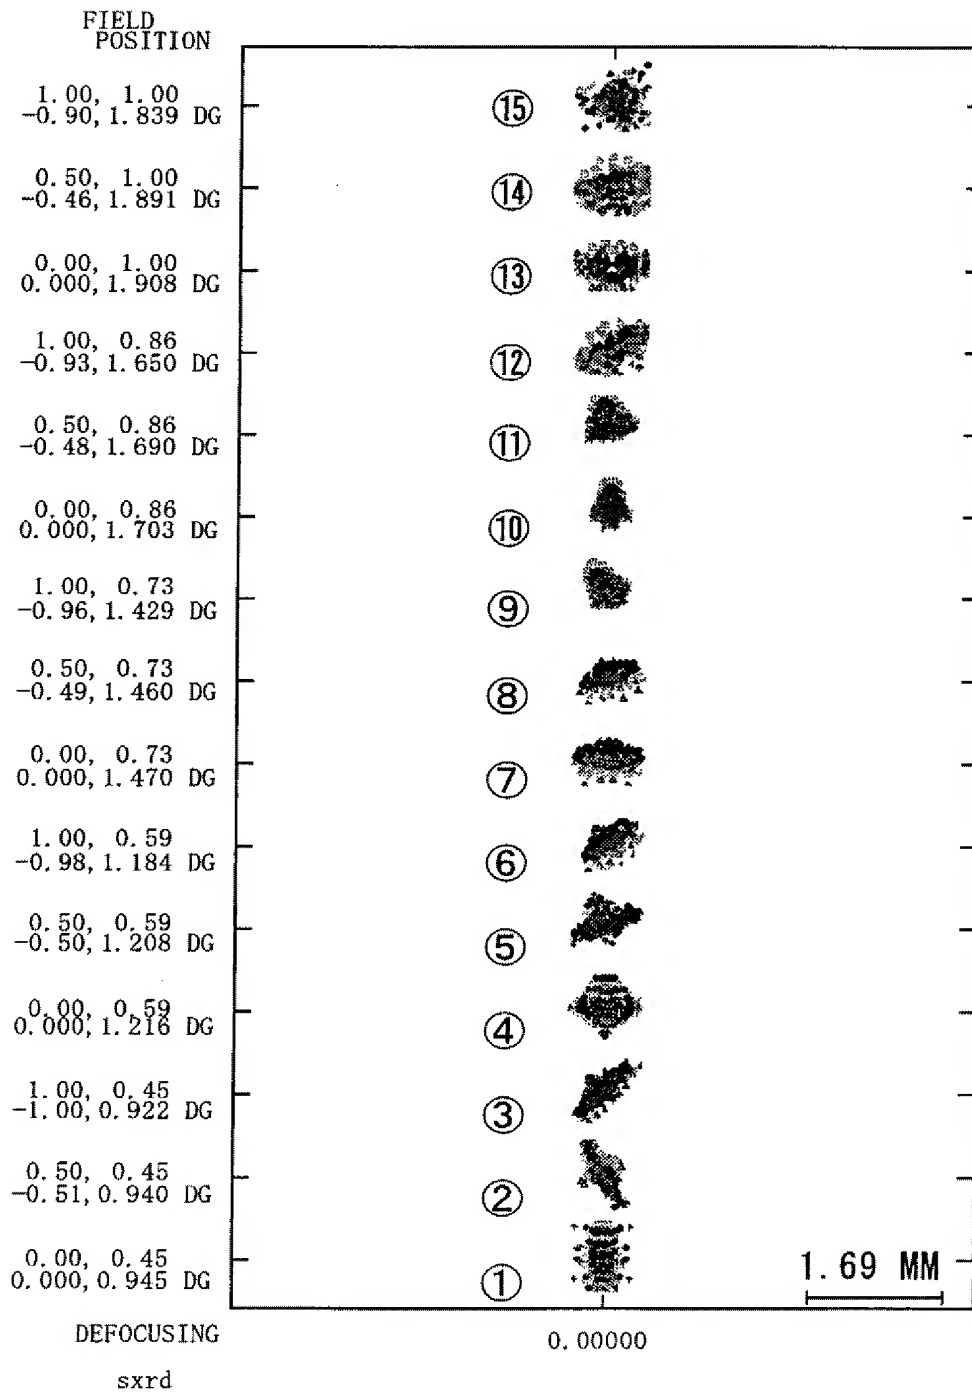 FIELD
POSITION
1.00, 1.00
-0.90, 1.839 DG
⑮
0.50, 1.00
-0.46, 1.891 DG
⑭
0.00, 1.00
0.000, 1.908 DG
⑬
1.00, 0.86
-0.93, 1.650 DG
⑫
0.50, 0.86
-0.48, 1.690 DG
⑪
0.00, 0.86
0.000, 1.703 DG
⑩
1.00, 0.73
-0.96, 1.429 DG
⑨
0.50, 0.73
-0.49, 1.460 DG
⑧
0.00, 0.73
0.000, 1.470 DG
⑦
1.00, 0.59
-0.98, 1.184 DG
⑥
0.50, 0.59
-0.50, 1.208 DG
⑤
0.00, 0.59
0.000, 1.216 DG
④
1.00, 0.45
-1.00, 0.922 DG
③
0.50, 0.45
-0.51, 0.940 DG
②
0.00, 0.45
0.000, 0.945 DG
①
1.69 MM
DEFOCUSING
0.00000
sxrd